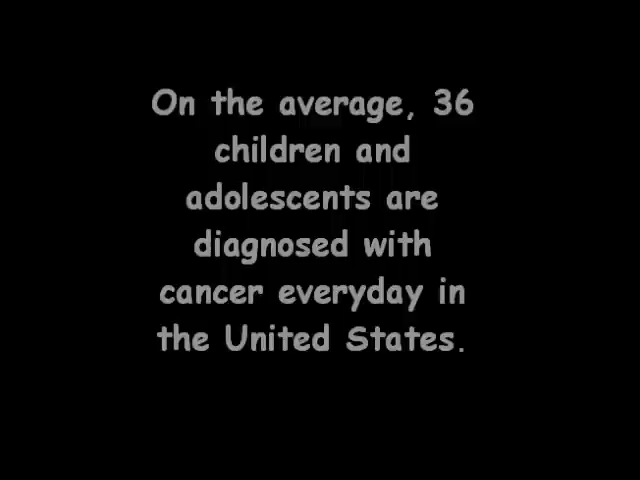 On the average, 36
children and
adolescents are
diagnosed with
cancer everyday in
the United States.